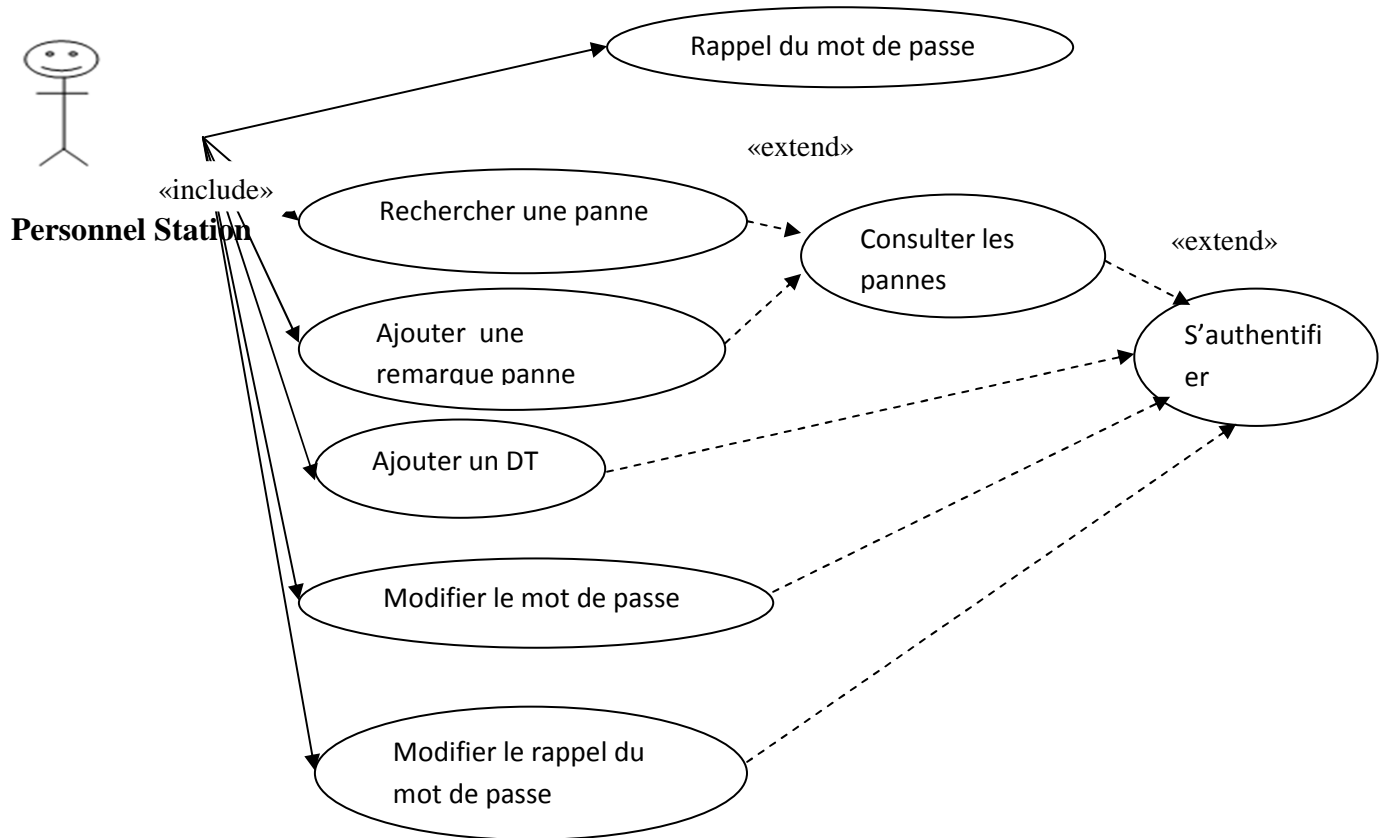 Rappel du mot de passe
«extend»
«include»
Rechercher une panne
Personnel Station
Consulter les
pannes
«extend»
Ajouter une
remarque panne
S'authentifi
er
Ajouter un DT
Modifier le mot de passe
Modifier le rappel du
mot de passe